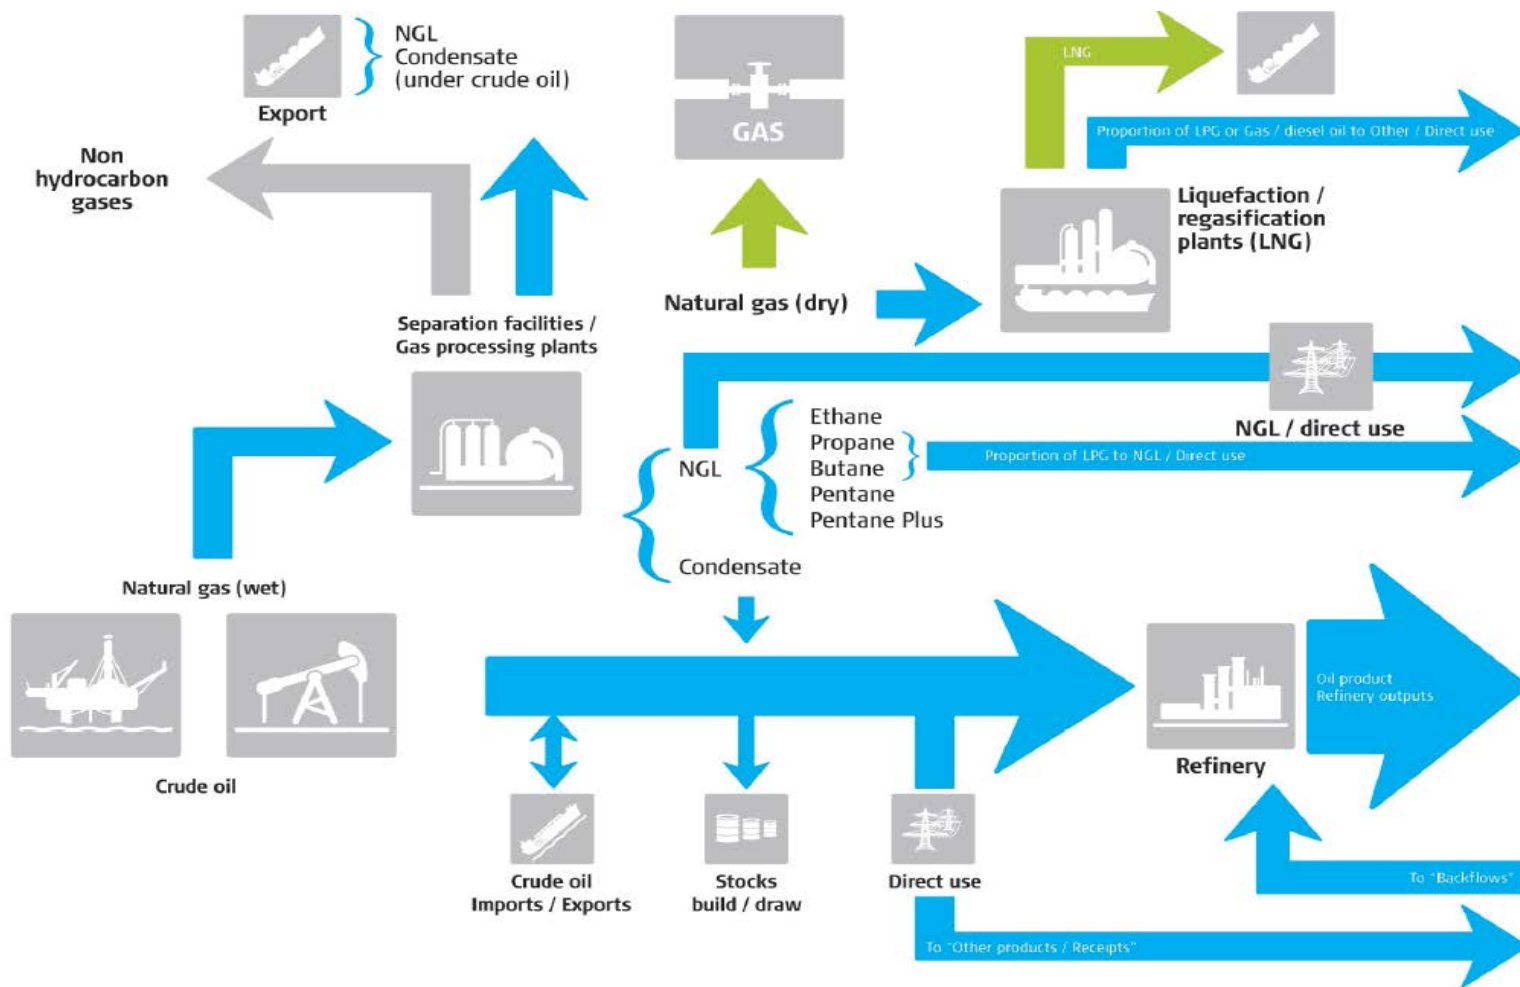 NGL
Condensate
(under crude oil)
Export
Non
hydrocarbon
gases
GAS
LNG
Proportion of LPG or Gas / diesel oil to Other / Direct use
Liquefaction /
regasification
plants (LNG)
Natural gas (dry)
Separation facilities /
Gas processing plants
NGL / direct use
Ethane
Propane
Butane
Pentane
Pentane Plus
NGL
Proportion of LPG to NGL / Direct use
Condensate
Natural gas (wet)
Crude oil
Oil product
Refinery outputs
Refinery
Crude oil
Imports / Exports
Stocks
build / draw
Direct use
To "Backflows"
To "Other products / Receipts"